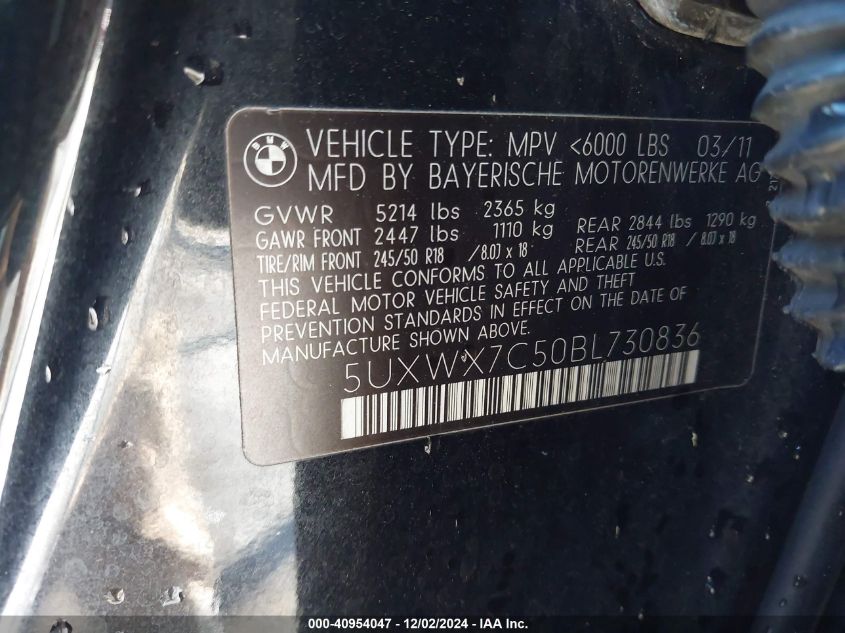 BMW
VEHICLE TYPE: MPV <6000 LBS 03/11
MFD BY BAYERISCHE MOTORENWERKE AG
GVWR 5214 lbs 2365 kg
GAWR FRONT 2447 lbs 1110 kg REAR 2844 lbs 1290 kg
TIRE/RIM FRONT 245/50 R18 /8.0J x 18 REAR 245/50 R18 / 8.0J x 18
THIS VEHICLE CONFORMS TO ALL APPLICABLE U.S.
FEDERAL MOTOR VEHICLE SAFETY AND THEFT
PREVENTION STANDARDS IN EFFECT ON THE DATE OF
MANUFACTURE SHOWN ABOVE.
5UXWX7C50BL730836
000-40954047 - 12/02/2024 - IAA Inc.